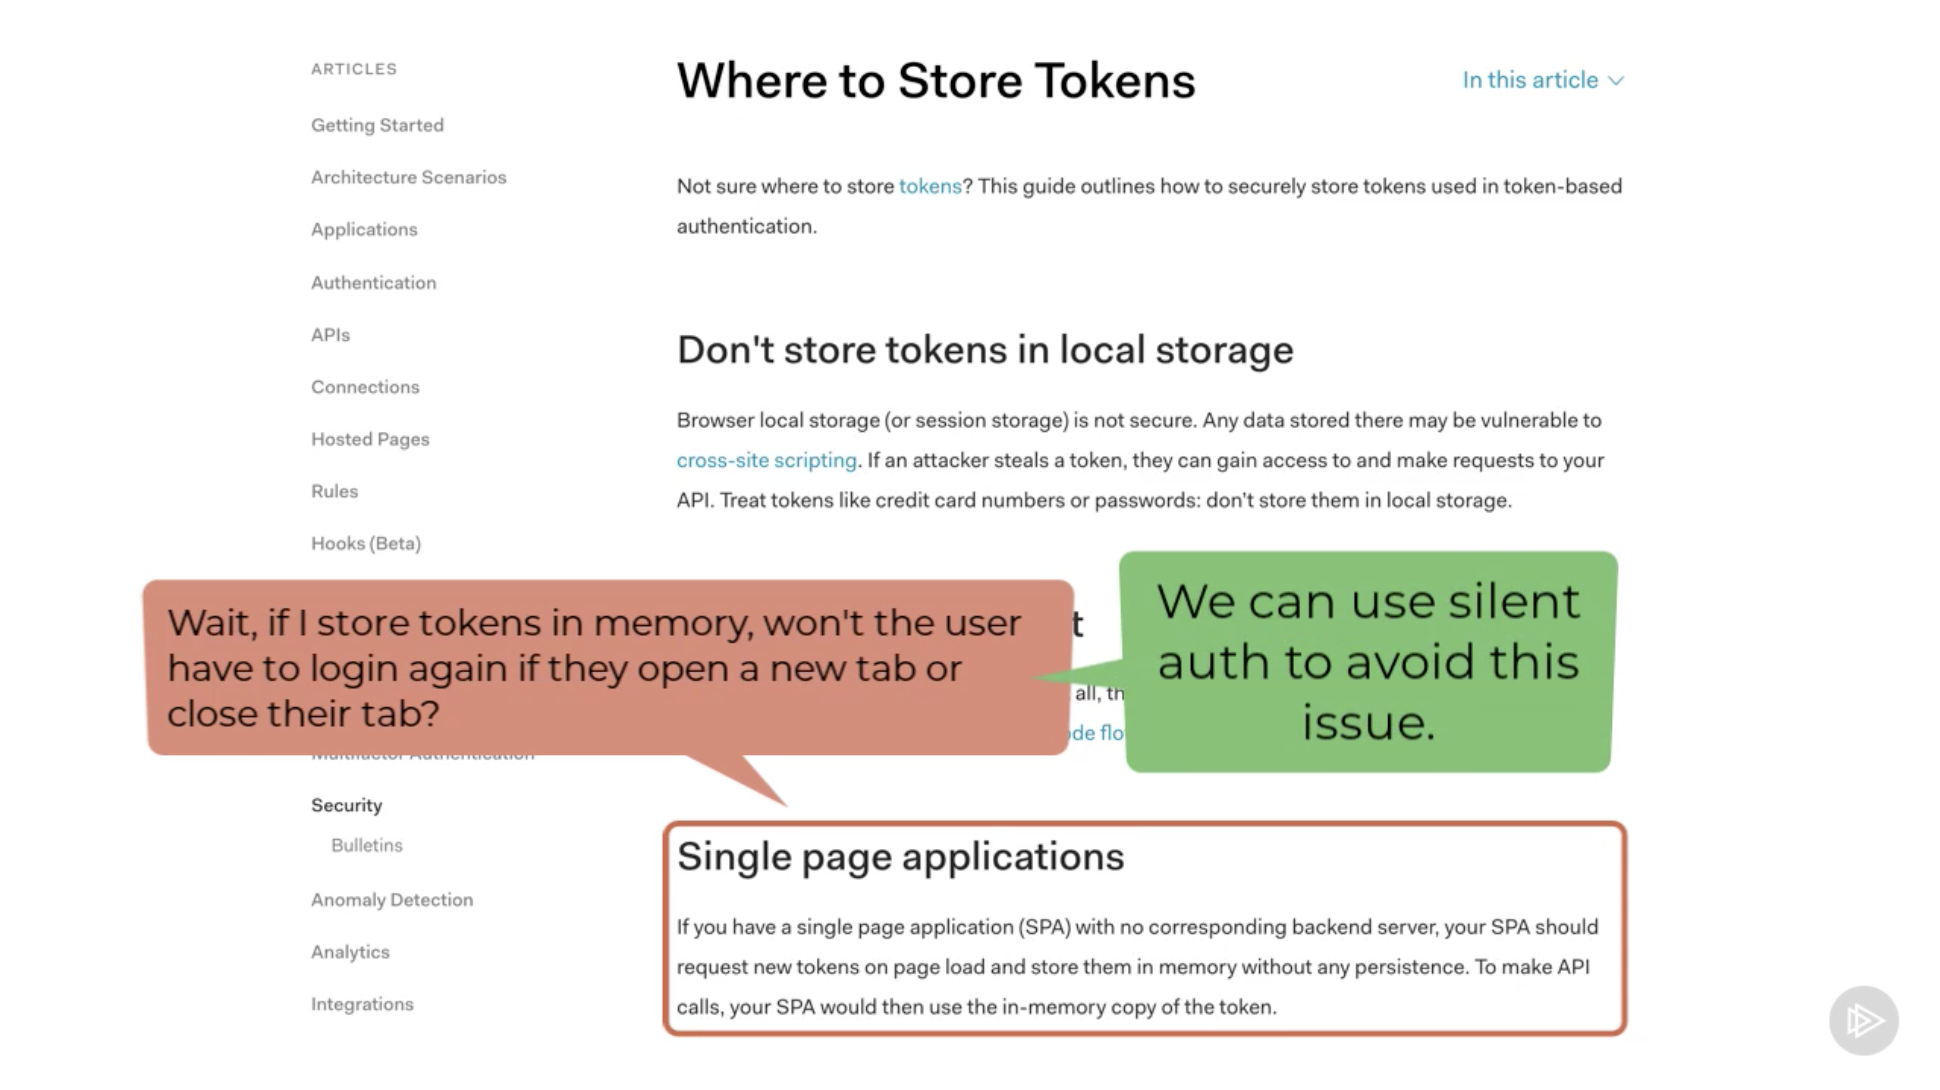 ARTICLES
Getting Started
Architecture Scenarios
Applications
Authentication
APIs
Connections
Hosted Pages
Rules
Hooks (Beta)
Multifactor Authentication
Security
Bulletins
Anomaly Detection
Analytics
Integrations
Where to Store Tokens
In this article
Not sure where to store tokens? This guide outlines how to securely store tokens used in token-based
authentication.
Don't store tokens in local storage
Browser local storage (or session storage) is not secure. Any data stored there may be vulnerable to
cross-site scripting. If an attacker steals a token, they can gain access to and make requests to your
API. Treat tokens like credit card numbers or passwords: don't store them in local storage.
Wait, if I store tokens in memory, won't the user
have to login again if they open a new tab or
close their tab?
t
all, th
de flo
We can use silent
auth to avoid this
issue.
Single page applications
If you have a single page application (SPA) with no corresponding backend server, your SPA should
request new tokens on page load and store them in memory without any persistence. To make API
calls, your SPA would then use the in-memory copy of the token.